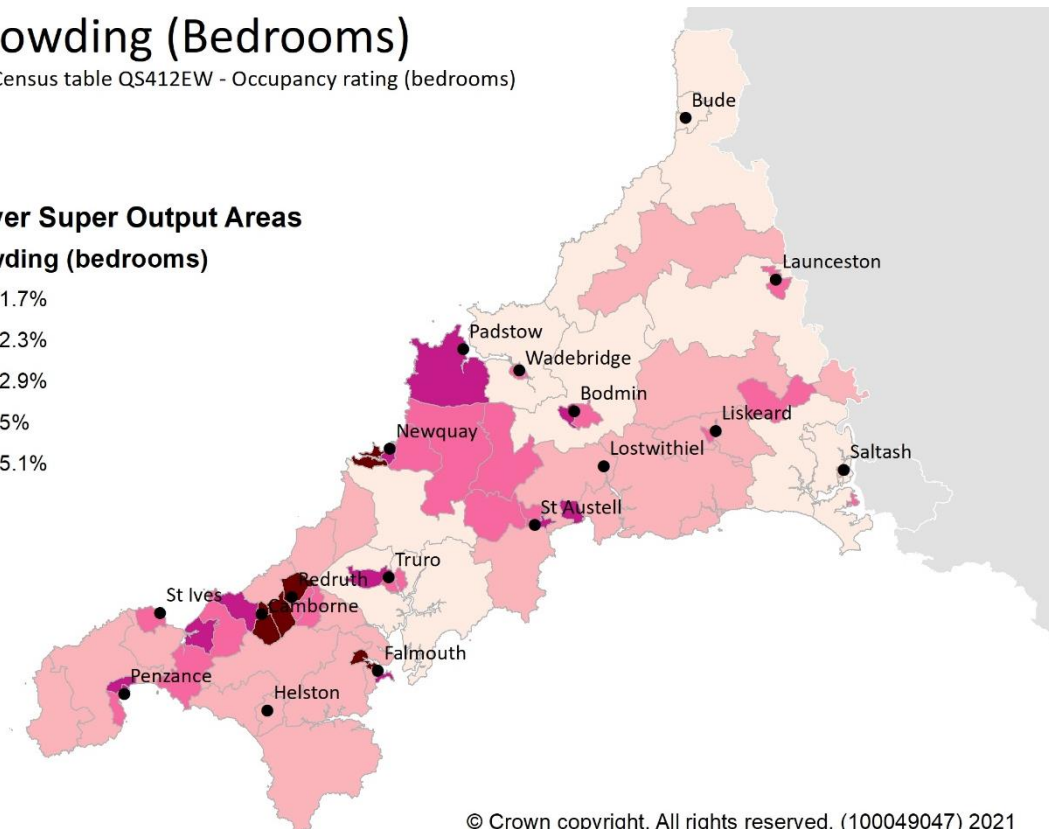 owding (Bedrooms)
Census table QS412EW - Occupancy rating (bedrooms)
Bude
ver Super Output Areas
wding (bedrooms)
Launceston
1.7%
Padstow
2.3%
Wadebridge
2.9%
Bodmin
Liskeard
5%
Newquay
Lostwithiel
Saltash
5.1%
St Austell
Truro
Redruth
St Ives
Camborne
Falmouth
Penzance
Helston
© Crown copyright. All rights reserved. (100049047) 2021